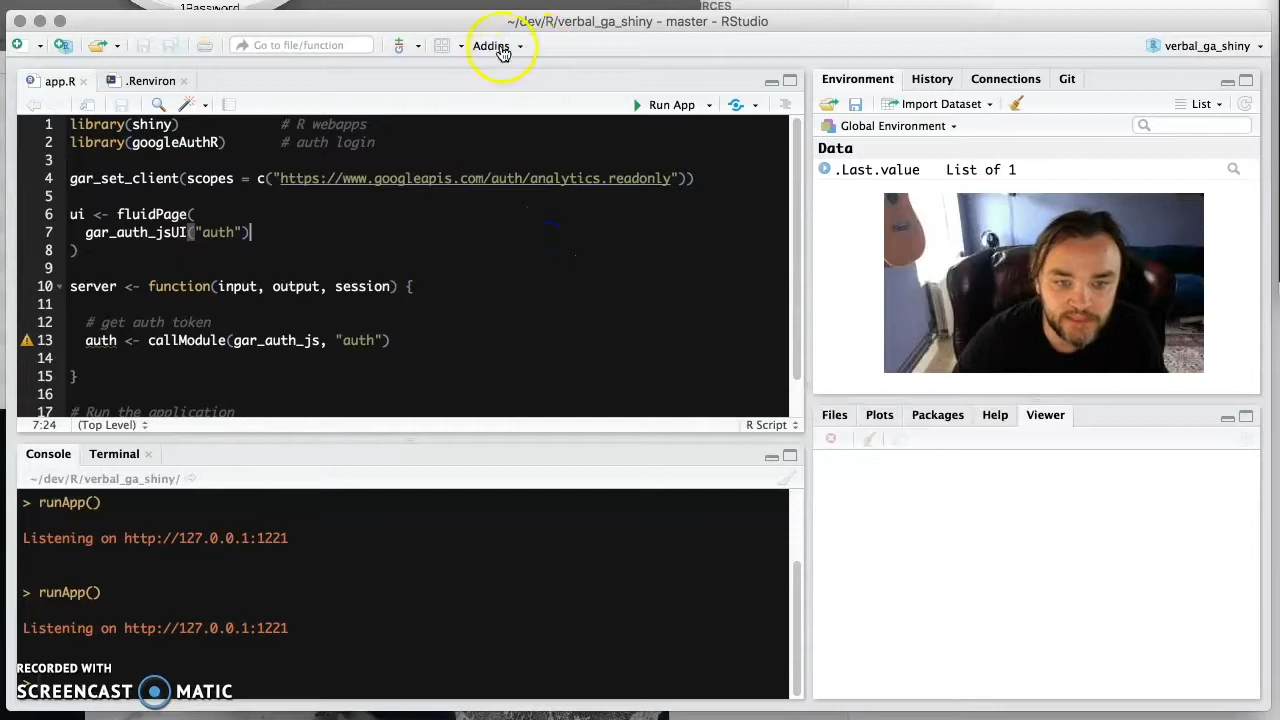 1Password
RCES
~/dev/R/verbal_ga_shiny - master - RStudio
Go to file/function
Addins
verbal_ga_shiny
app.R
.Renviron
Run App
1 library(shiny) # R webapps
2 library(googleAuthR) # auth login
3
4 gar_set_client(scopes = c("https://www.googleapis.com/auth/analytics.readonly"))
5
6 ui <- fluidPage(
7 gar_auth_jsUI("auth")
8 )
9
10 server <- function(input, output, session) {
11
12 # get auth token
13 auth <- callModule(gar_auth_js, "auth")
14
15 }
16
17 # Run the application
7:24 (Top Level) R Script
Console Terminal
~/dev/R/verbal_ga_shiny/
> runApp()
Listening on http://127.0.0.1:1221
> runApp()
Listening on http://127.0.0.1:1221
>
RECORDED WITH
SCREENCAST MATIC
Environment History Connections Git
Import Dataset
List
Global Environment
Data
.Last.value List of 1
Files Plots Packages Help Viewer